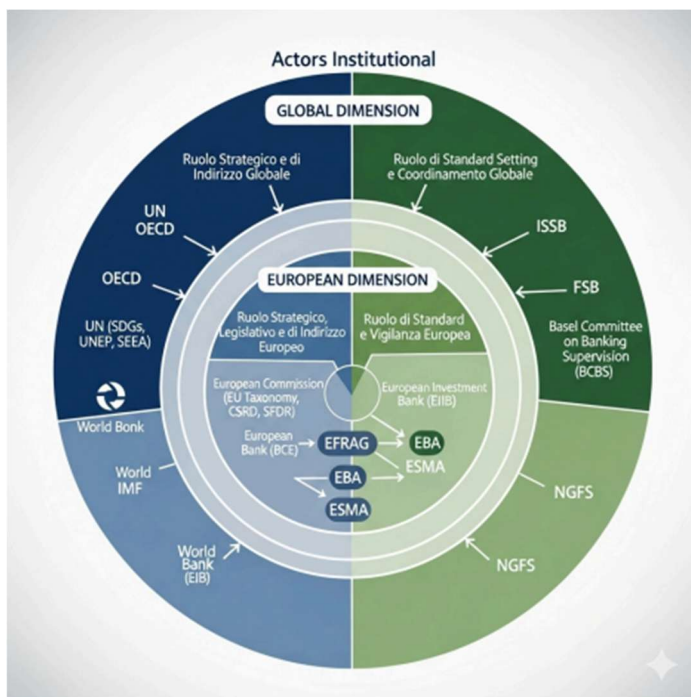 Actors Institutional
GLOBAL DIMENSION
Ruolo Strategico e di
Indirizzo Globale
Ruolo di Standard Setting
e Coordinamento Globale
UN
OECD
ISSB
OECD
FSB
UN (SDGs,
UNEP, SEEA)
Basel Committee
on Banking
Supervision
(BCBS)
World Bonk
World
IMF
World
Bank
(EIB)
NGFS
NGFS
EUROPEAN DIMENSION
Ruolo Strategico,
Legislativo e di Indirizzo
Europeo
Ruolo di Standard
e Vigilanza Europea
European Commission
(EU Taxonomy,
CSRD, SFDR)
European Investment
Bank (EIIB)
European
Bank (BCE)
EFRAG
EBA
ESMA
EBA
ESMA